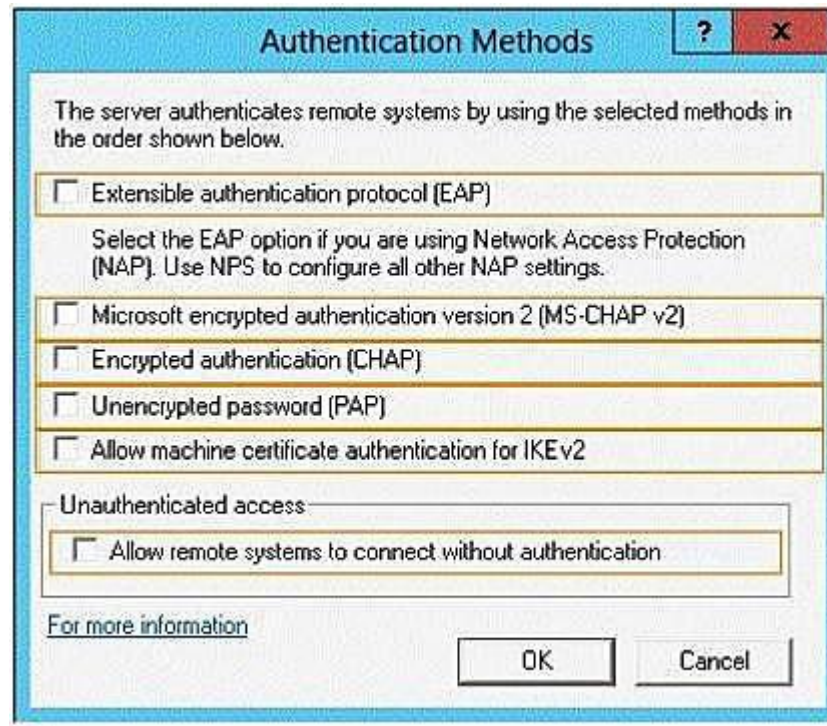 Authentication Methods
?
x
The server authenticates remote systems by using the selected methods in
the order shown below.
Extensible authentication protocol (EAP)
Select the EAP option if you are using Network Access Protection
(NAP). Use NPS to configure all other NAP settings.
Microsoft encrypted authentication version 2 (MS-CHAP v2)
Encrypted authentication (CHAP)
Unencrypted password (PAP)
Allow machine certificate authentication for IKEv2
Unauthenticated access
Allow remote systems to connect without authentication
For more information
OK
Cancel